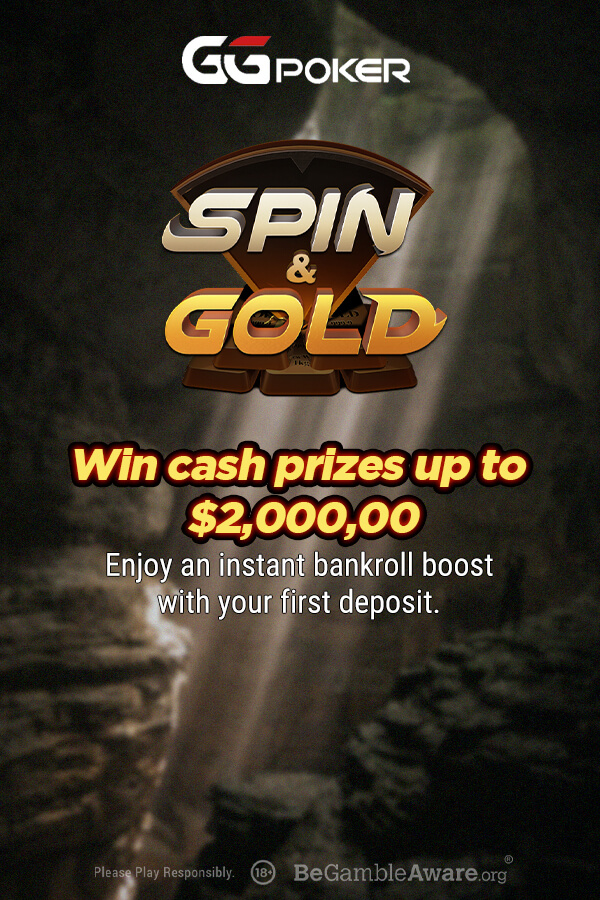 GGPOKER
SPIN
&
GOLD
Win cash prizes up to
$2,000,00
Enjoy an instant bankroll boost
with your first deposit.
Please Play Responsibly. 18+ BeGambleAware.org®